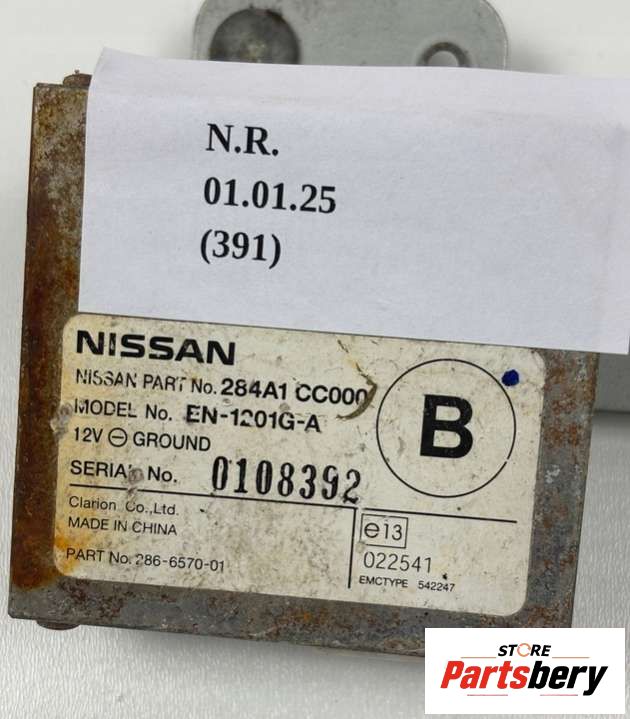 N.R.
01.01.25
(391)
NISSAN
NISSAN PART No. 284A1 CC000
MODEL No. EN-1201G-A
12V ⊖ GROUND
SERIAL No. 0108392
B
Clarion Co.,Ltd.
MADE IN CHINA
PART No. 286-6570-01
e13
022541
EMCTYPE 542247
STORE
Partsbery